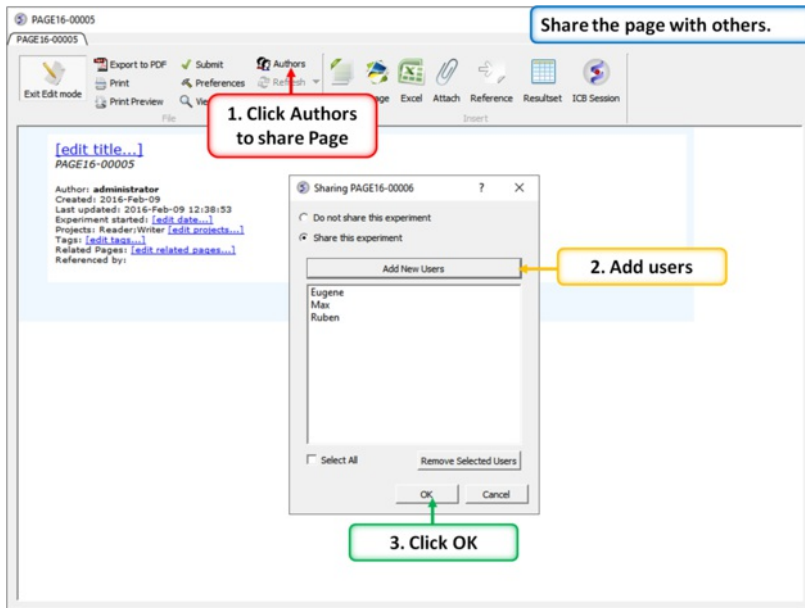 PAGE16-00005
Share the page with others.
PAGE16-00005
Exit Edit mode
Export to PDF
Print
Print Preview
Submit
Preferences
Authors
Refresh
Excel
Attach
Reference
Resultset
ICB Session
File
Insert
1. Click Authors
to share Page
[edit title...]
PAGE16-00005
Author: administrator
Created: 2016-Feb-09
Last updated: 2016-Feb-09 12:38:53
Experiment started: [edit date...]
Projects: Reader;Writer [edit projects...]
Tags: [edit tags...]
Related Pages: [edit related pages...]
Referenced by:
Sharing PAGE16-00006
Do not share this experiment
Share this experiment
Add New Users
2. Add users
Eugene
Max
Ruben
Select All
Remove Selected Users
OK
Cancel
3. Click OK